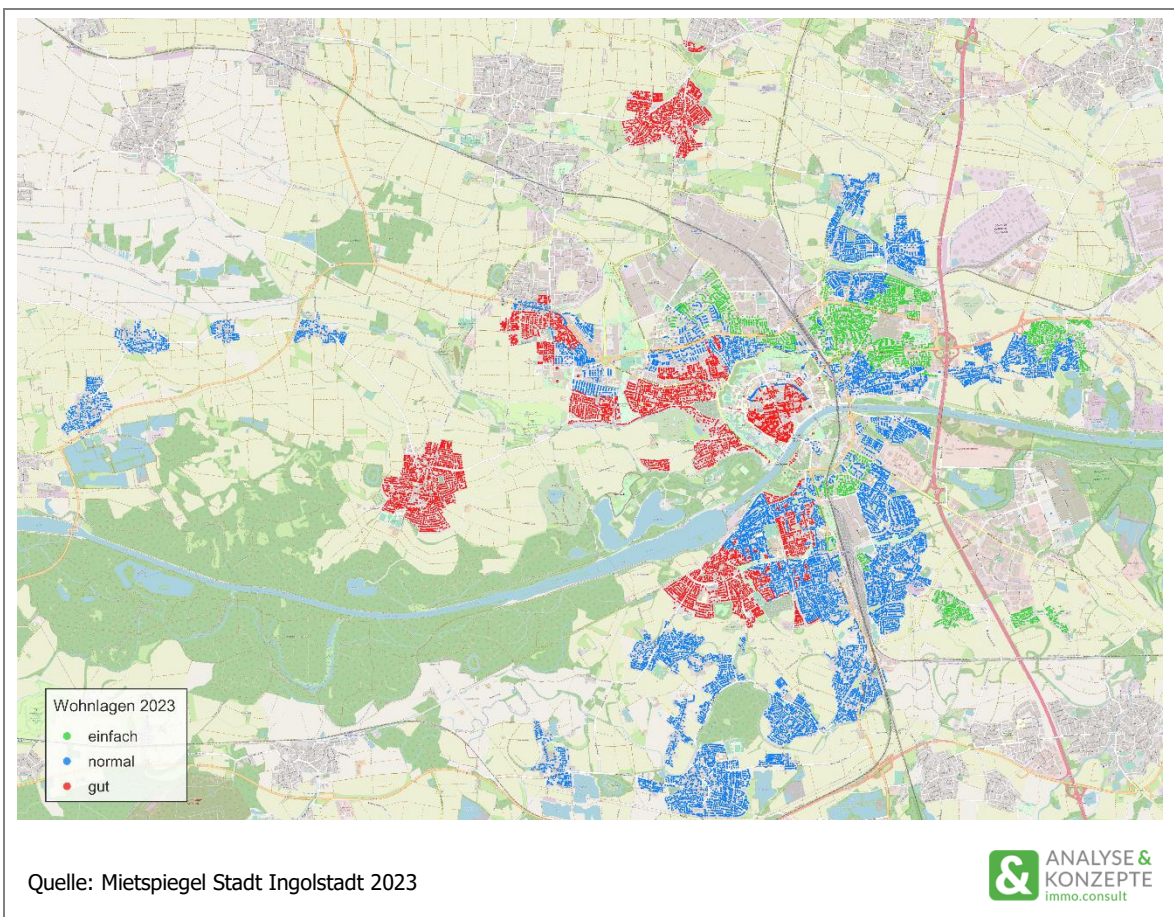 Wohnlagen 2023
einfach
normal
gut
Quelle: Mietspiegel Stadt Ingolstadt 2023
&
ANALYSE &
KONZEPTE
immo.consult